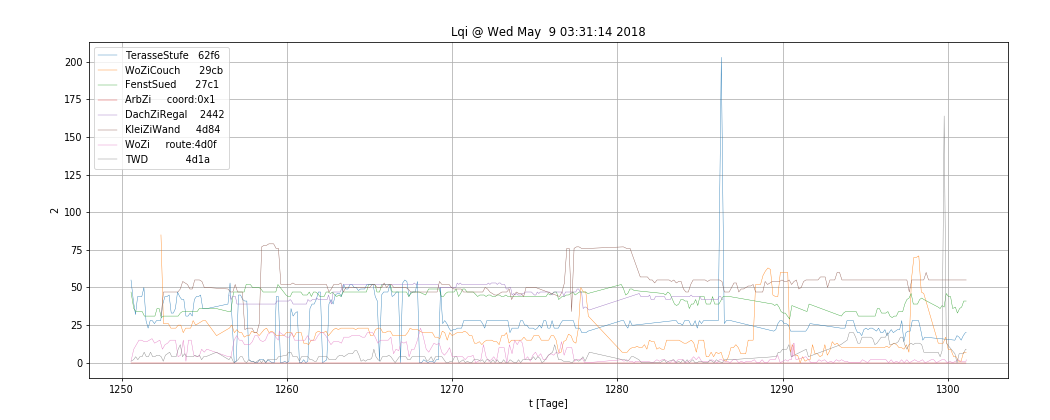 Lqi @ Wed May  9 03:31:14 2018
200
175
150
125
100
75
50
25
0
2
TerasseStufe   62f6
WoZiCouch      29cb
FenstSued      27c1
ArbZi     coord:0x1
DachZiRegal    2442
KleiZiWand     4d84
WoZi     route:4d0f
TWD            4d1a
1250 1260 1270 1280 1290 1300
t [Tage]